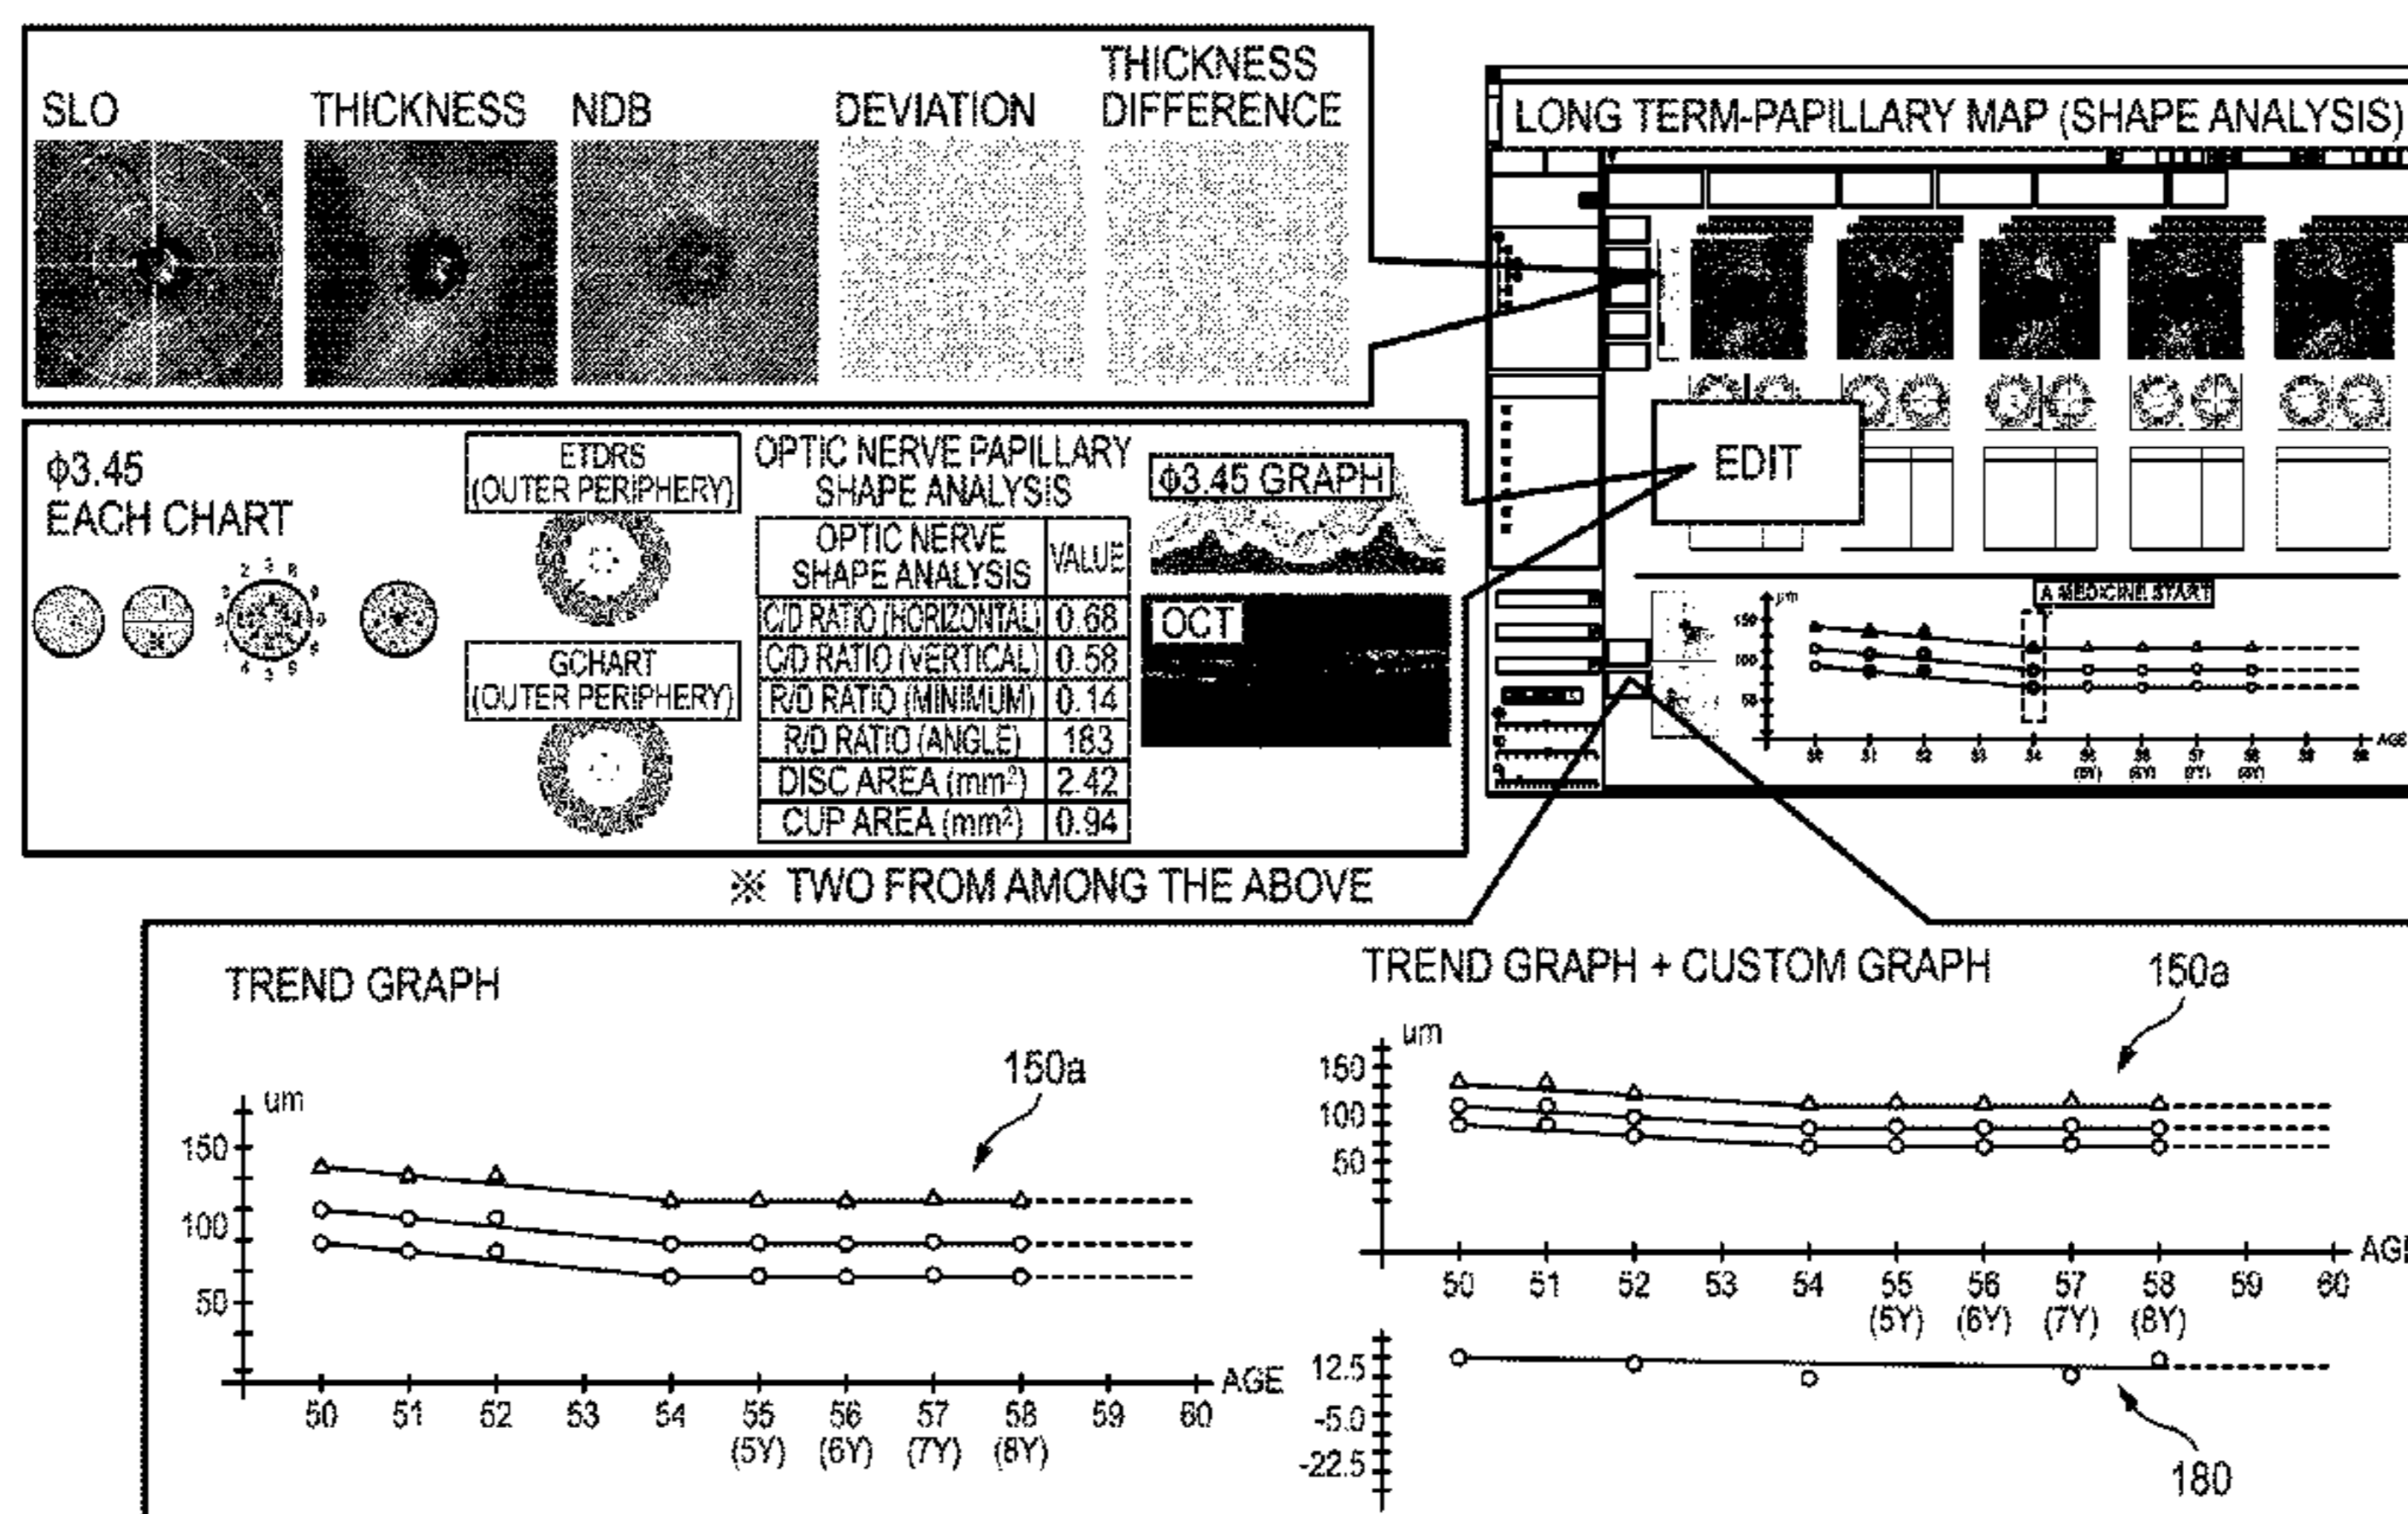 SLO
THICKNESS
NDB
DEVIATION
THICKNESS
DIFFERENCE
LONG TERM-PAPILLARY MAP (SHAPE ANALYSIS)
ϕ3.45
EACH CHART
ETDRS
(OUTER PERIPHERY)
GCHART
(OUTER PERIPHERY)
OPTIC NERVE PAPILLARY
SHAPE ANALYSIS
OPTIC NERVE
SHAPE ANALYSIS
VALUE
C/D RATIO (HORIZONTAL) 0.68
C/D RATIO (VERTICAL) 0.58
R/D RATIO (MINIMUM) 0.14
R/D RATIO (ANGLE) 183
DISC AREA (mm²) 2.42
CUP AREA (mm²) 0.94
ϕ3.45 GRAPH
OCT
EDIT
A MEDICINE START
μm
150
100
50
AGE
※ TWO FROM AMONG THE ABOVE
TREND GRAPH
150a
um
150
100
50
AGE
50 51 52 53 54 55 56 57 58 59 60
(5Y) (6Y) (7Y) (8Y)
TREND GRAPH + CUSTOM GRAPH
150a
um
150
100
50
50 51 52 53 54 55 56 57 58 59 60
(5Y) (6Y) (7Y) (8Y)
12.5
-5.0
-22.5
180